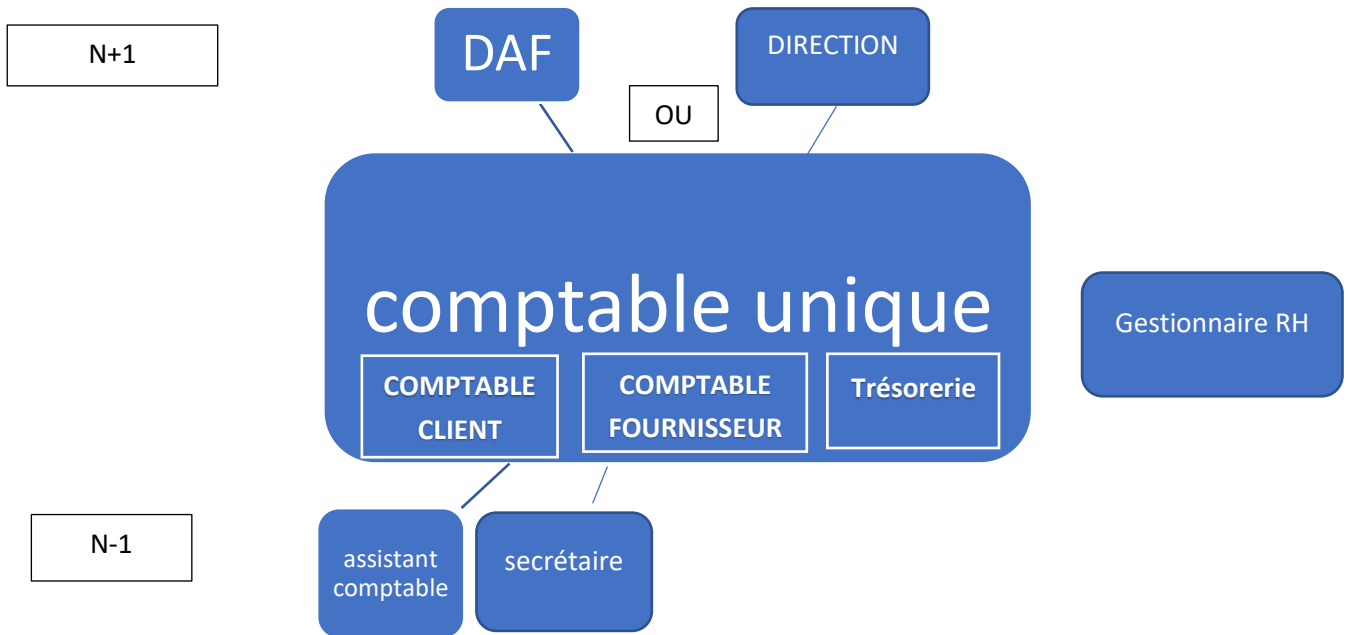 N+1
DAF
DIRECTION
OU
comptable unique
Gestionnaire RH
COMPTABLE
CLIENT
COMPTABLE
FOURNISSEUR
Trésorerie
N-1
assistant
comptable
secrétaire